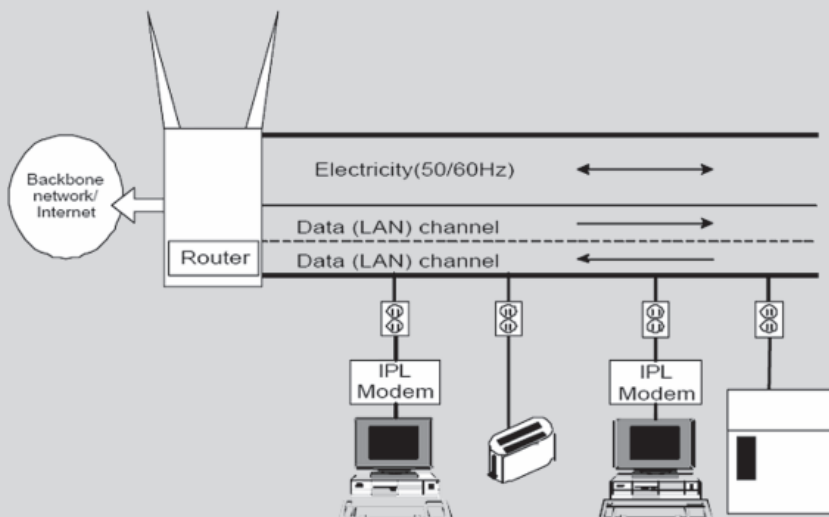 Backbone
network/
Internet
Router
Electricity(50/60Hz)
Data (LAN) channel
Data (LAN) channel
IPL
Modem
IPL
Modem